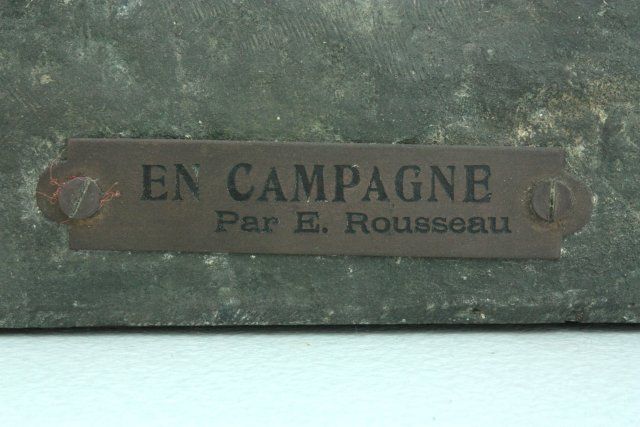 EN CAMPAGNE
Par E. Rousseau